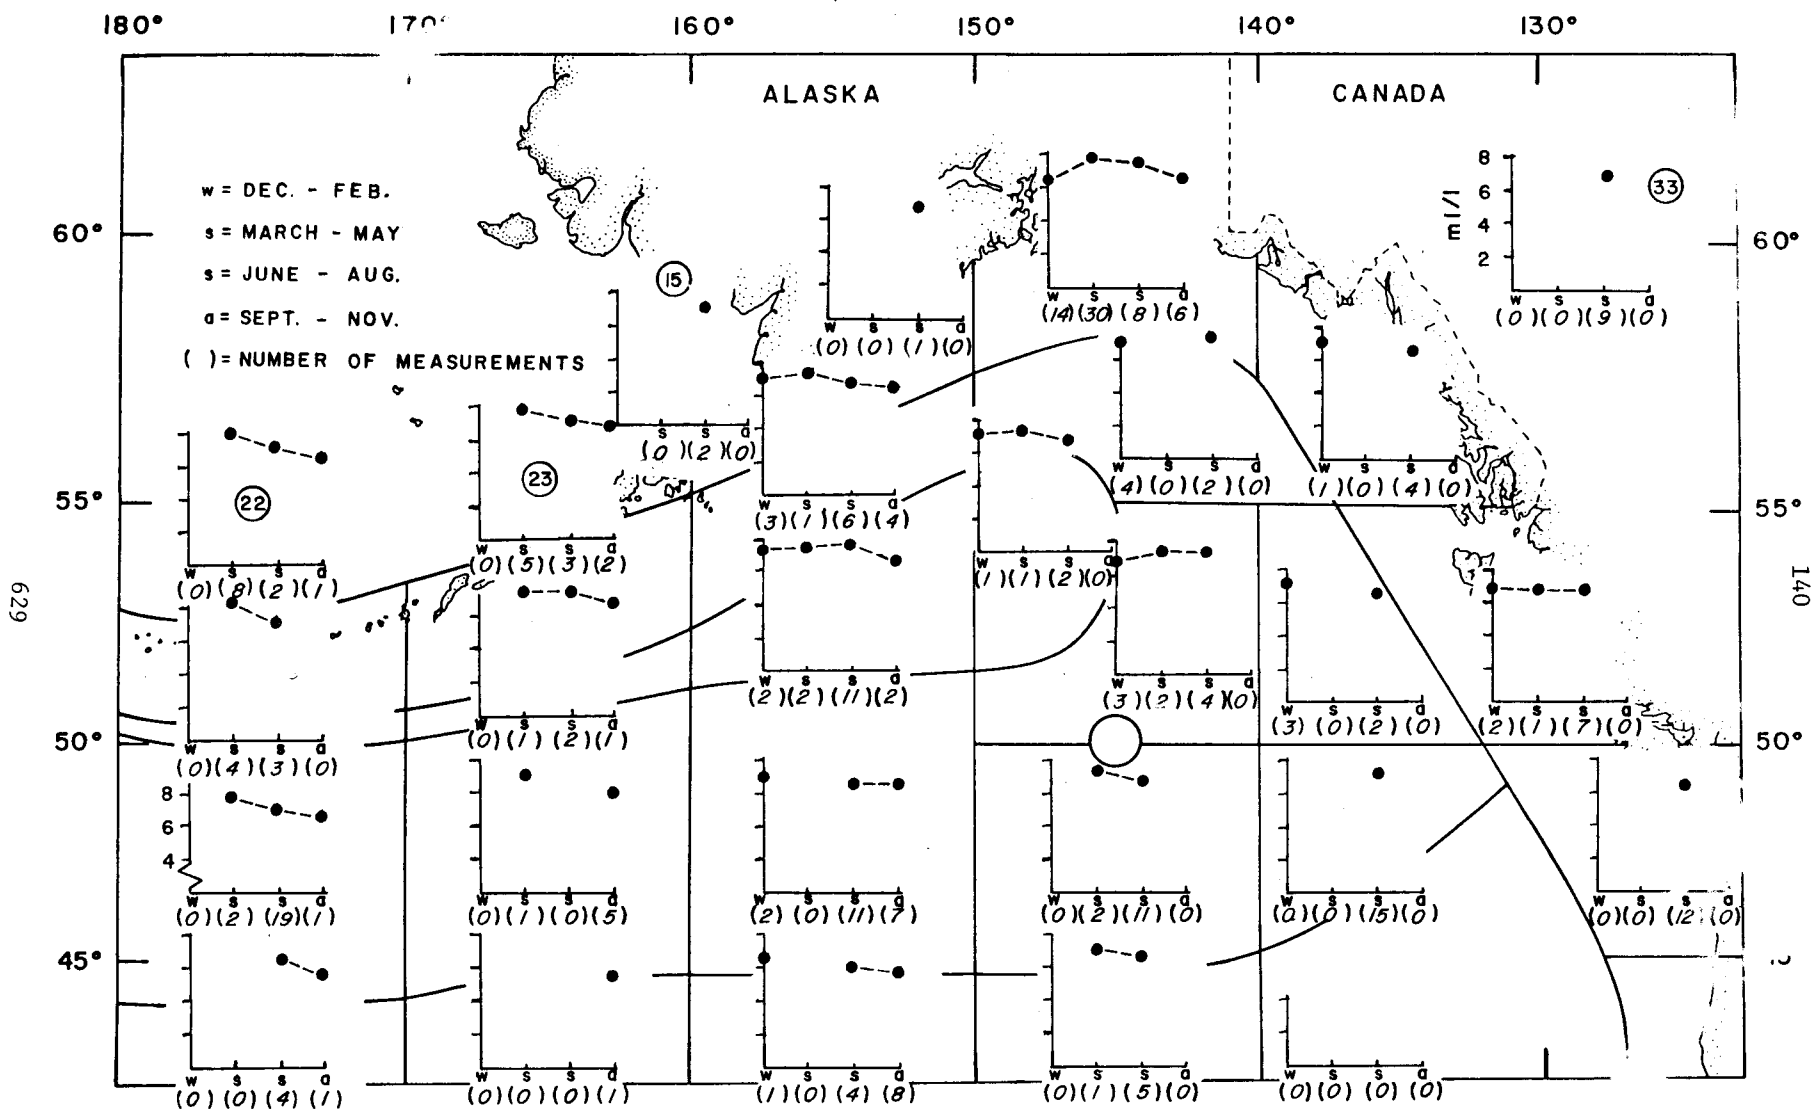 180° 170° 160° 150° 140° 130°
ALASKA CANADA
w = DEC. - FEB.
s = MARCH - MAY
s = JUNE - AUG.
a = SEPT. - NOV.
( ) = NUMBER OF MEASUREMENTS
60° 60°
55° 55°
50° 50°
45°
629
140
15
33
22
23
8
6
4
2
ml/l
w s s a
(0) (0) (9) (0)
w s s a
(14) (30) (8) (6)
w s s a
(0) (0) (1) (0)
s s a
(0) (2) (0)
w s s a
(4) (0) (2) (0)
w s s a
(1) (0) (4) (0)
w s s a
(3) (1) (6) (4)
w s s a
(0) (5) (3) (2)
w s s a
(0) (8) (2) (1)
w s s a
(1) (1) (2) (0)
w s s a
(2) (2) (11) (2)
w s s a
(3) (2) (4) (0)
w s s a
(3) (0) (2) (0)
w s s a
(2) (1) (7) (0)
w s s a
(0) (1) (2) (1)
w s s a
(0) (4) (3) (0)
8
6
4
w s s a
(0) (2) (19) (1)
w s s a
(0) (1) (0) (5)
w s s a
(2) (0) (11) (7)
w s s a
(0) (2) (11) (0)
w s s a
(0) (0) (15) (0)
w s s a
(0) (0) (12) (0)
w s s a
(0) (0) (4) (1)
w s s a
(0) (0) (0) (1)
w s s a
(1) (0) (4) (8)
w s s a
(0) (1) (5) (0)
w s s a
(0) (0) (0) (0)